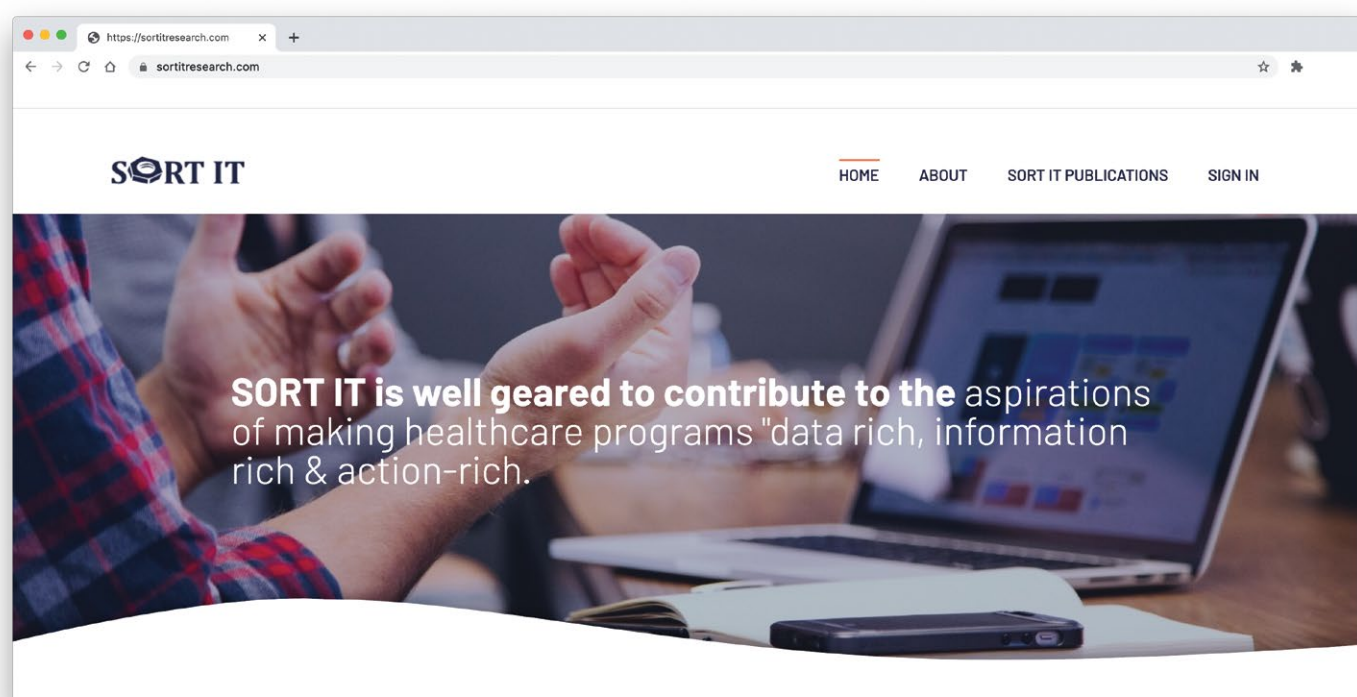 https://sortitresearch.com
sortitresearch.com
SORT IT
HOME ABOUT SORT IT PUBLICATIONS SIGN IN
SORT IT is well geared to contribute to the aspirations
of making healthcare programs "data rich, information
rich & action-rich.